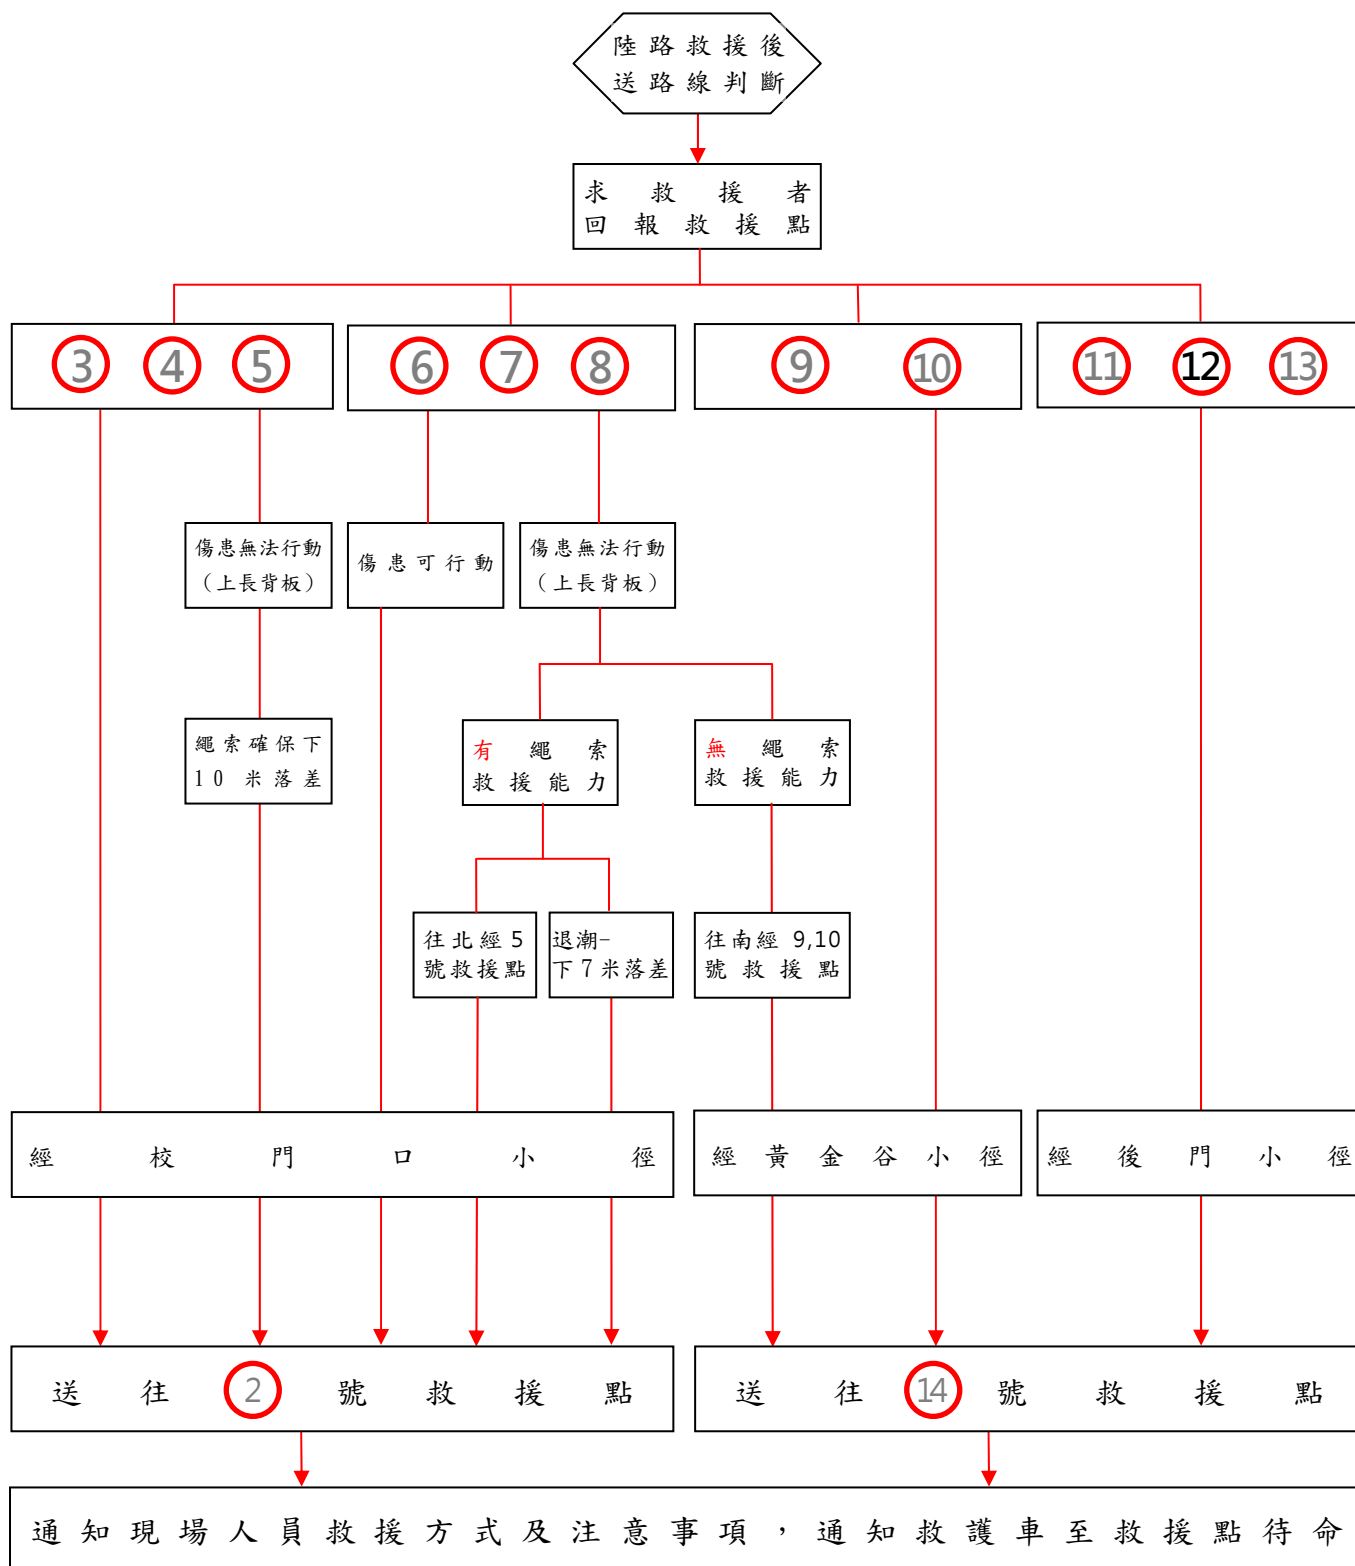 陸路救援後
送路線判斷
求救援者
回報救援點
3 4 5 6 7 8 9 10 11 12 13
傷患無法行動
（上長背板）
傷患可行動
傷患無法行動
（上長背板）
繩索確保下
10 米落差
有繩索
救援能力
無繩索
救援能力
往北經 5
號救援點
退潮-
下 7 米落差
往南經 9,10
號救援點
經校門口小徑
經黃金谷小徑
經後門小徑
送往 2 號救援點
送往 14 號救援點
通知現場人員救援方式及注意事項，通知救護車至救援點待命